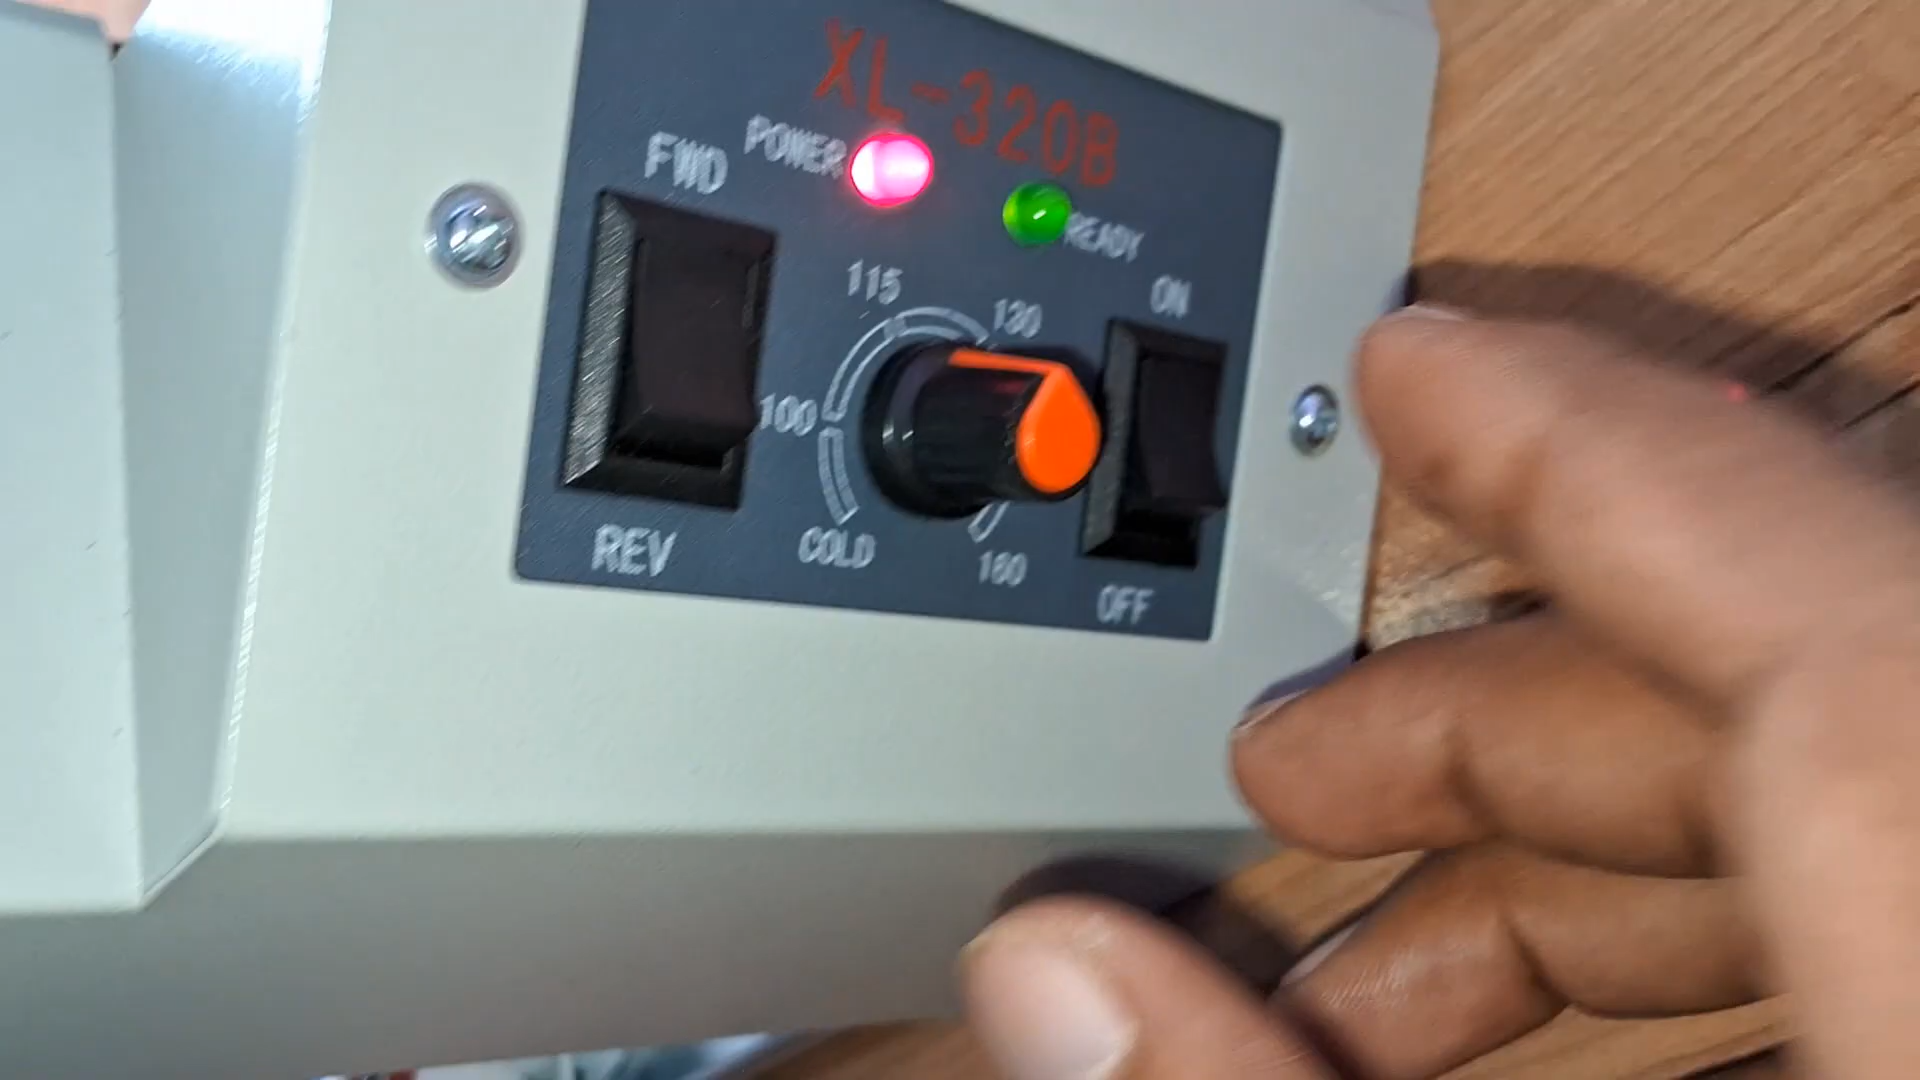 XL-320B
POWER
READY
FWD
REV
115
130
100
COLD
160
ON
OFF